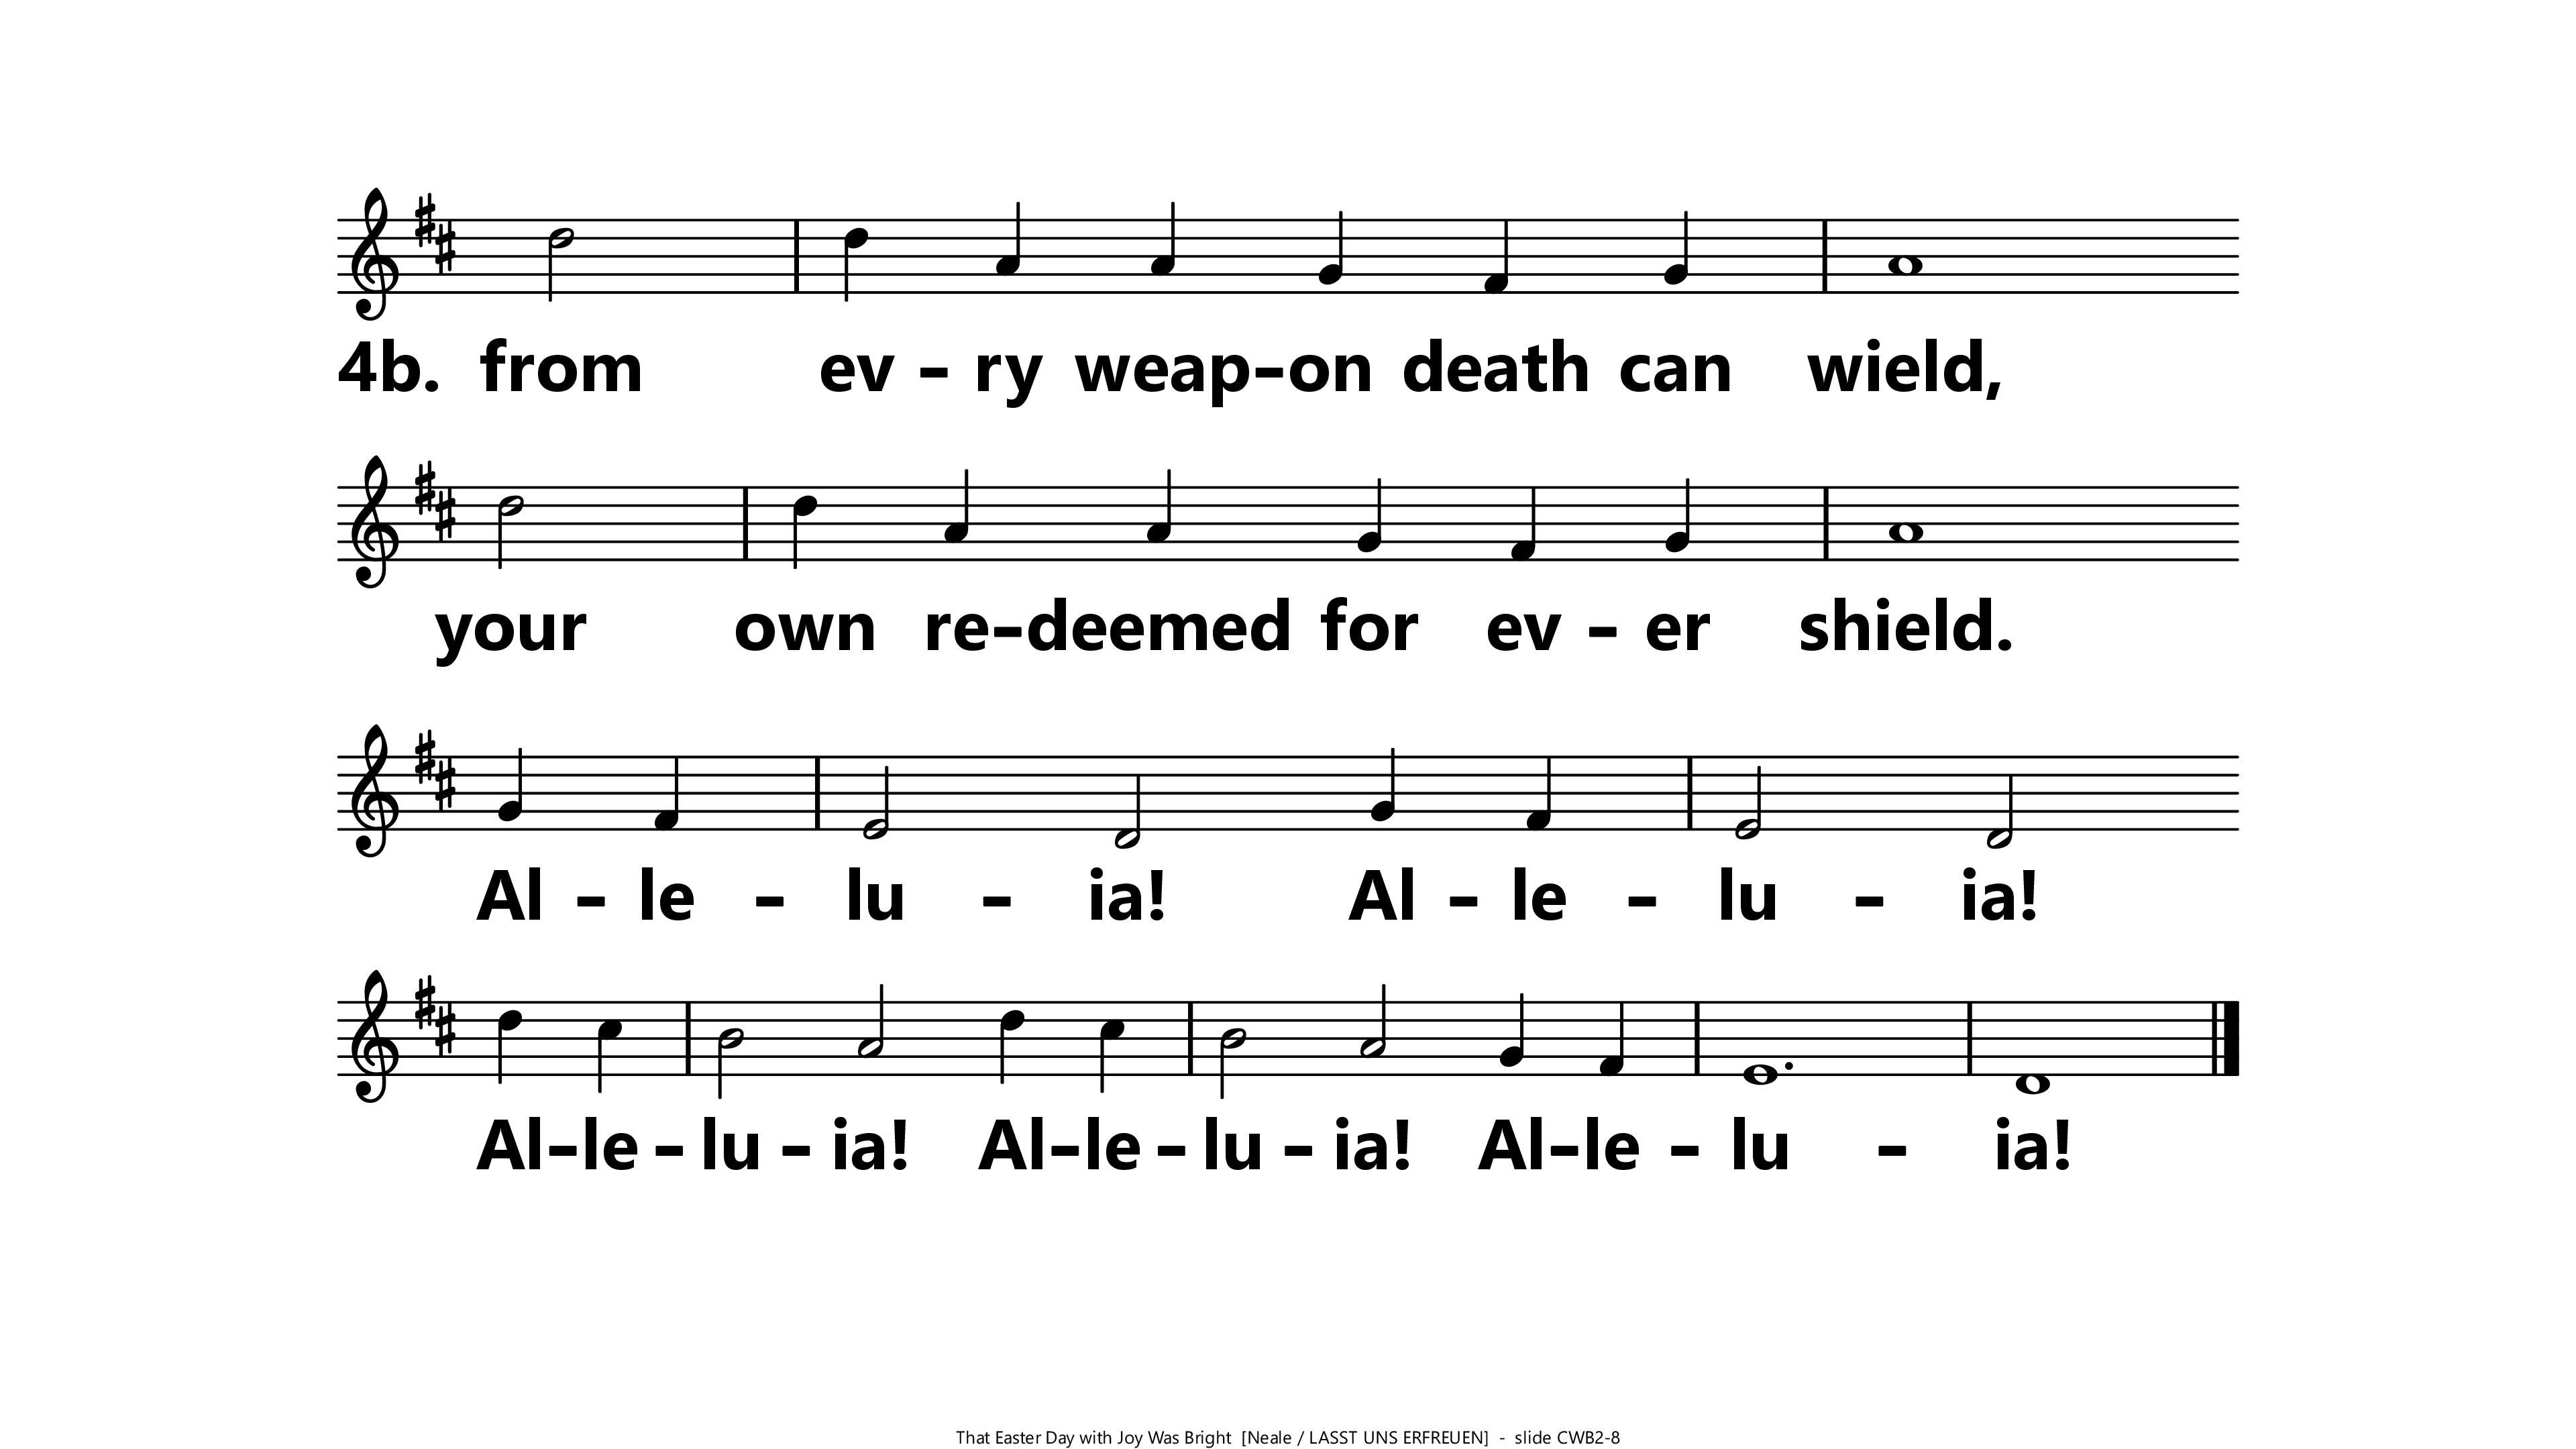 4b. from ev - ry weap-on death can wield,
your own re-deemed for ev - er shield.
Al - le - lu - ia! Al - le - lu - ia!
Al-le - lu - ia! Al-le - lu - ia! Al-le - lu - ia!
That Easter Day with Joy Was Bright [Neale / LASST UNS ERFREUEN] - slide CWB2-8